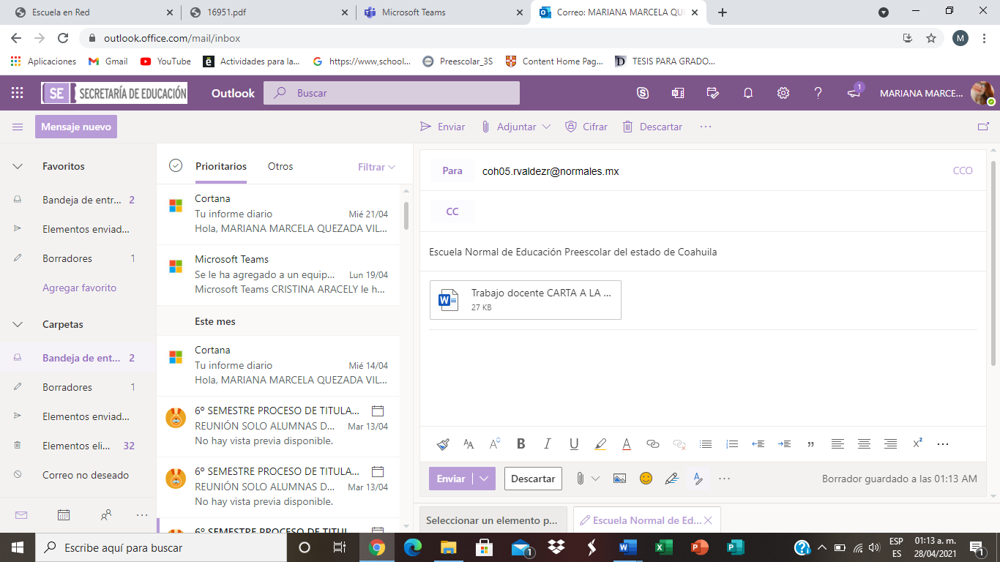 Escuela en Red
16951.pdf
Microsoft Teams
Correo: MARIANA MARCELA QU
outlook.office.com/mail/inbox
M
Aplicaciones
Gmail
YouTube
Actividades para la...
https://www,school...
Preescolar_3S
Content Home Pag...
TESIS PARA GRADO...
SE SECRETARÍA DE EDUCACIÓN
Outlook
Buscar
1
MARIANA MARCE...
Mensaje nuevo
Enviar
Adjuntar
Cifrar
Descartar
Favoritos
Bandeja de entr... 2
Elementos enviad...
Borradores 1
Agregar favorito
Carpetas
Bandeja de ent... 2
Borradores 1
Elementos enviad...
Elementos eli... 32
Correo no deseado
Prioritarios
Otros
Filtrar
Cortana
Tu informe diario Mié 21/04
Hola, MARIANA MARCELA QUEZADA VIL...
Microsoft Teams
Se le ha agregado a un equip... Lun 19/04
Microsoft Teams CRISTINA ARACELY le h...
Este mes
Cortana
Tu informe diario Mié 14/04
Hola, MARIANA MARCELA QUEZADA VIL...
6º SEMESTRE PROCESO DE TITULA...
REUNIÓN SOLO ALUMNAS D... Mar 13/04
No hay vista previa disponible.
6º SEMESTRE PROCESO DE TITULA...
REUNIÓN SOLO ALUMNAS D... Mar 13/04
No hay vista previa disponible.
6º SEMESTRE PROCESO DE TITUL
Para
coh05.rvaldezr@normales.mx
CCO
CC
Escuela Normal de Educación Preescolar del estado de Coahuila
Trabajo docente CARTA A LA ...
27 KB
Enviar
Descartar
Borrador guardado a las 01:13 AM
Seleccionar un elemento p...
Escuela Normal de Ed...
Escribe aquí para buscar
1
ESP
ES
01:13 a. m.
28/04/2021
1